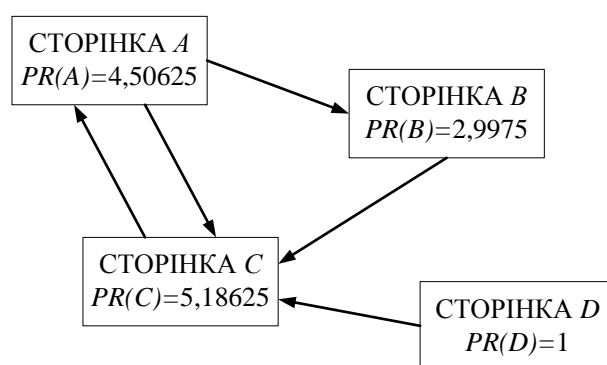 СТОРІНКА A
PR(A)=4,50625
СТОРІНКА B
PR(B)=2,9975
СТОРІНКА C
PR(C)=5,18625
СТОРІНКА D
PR(D)=1